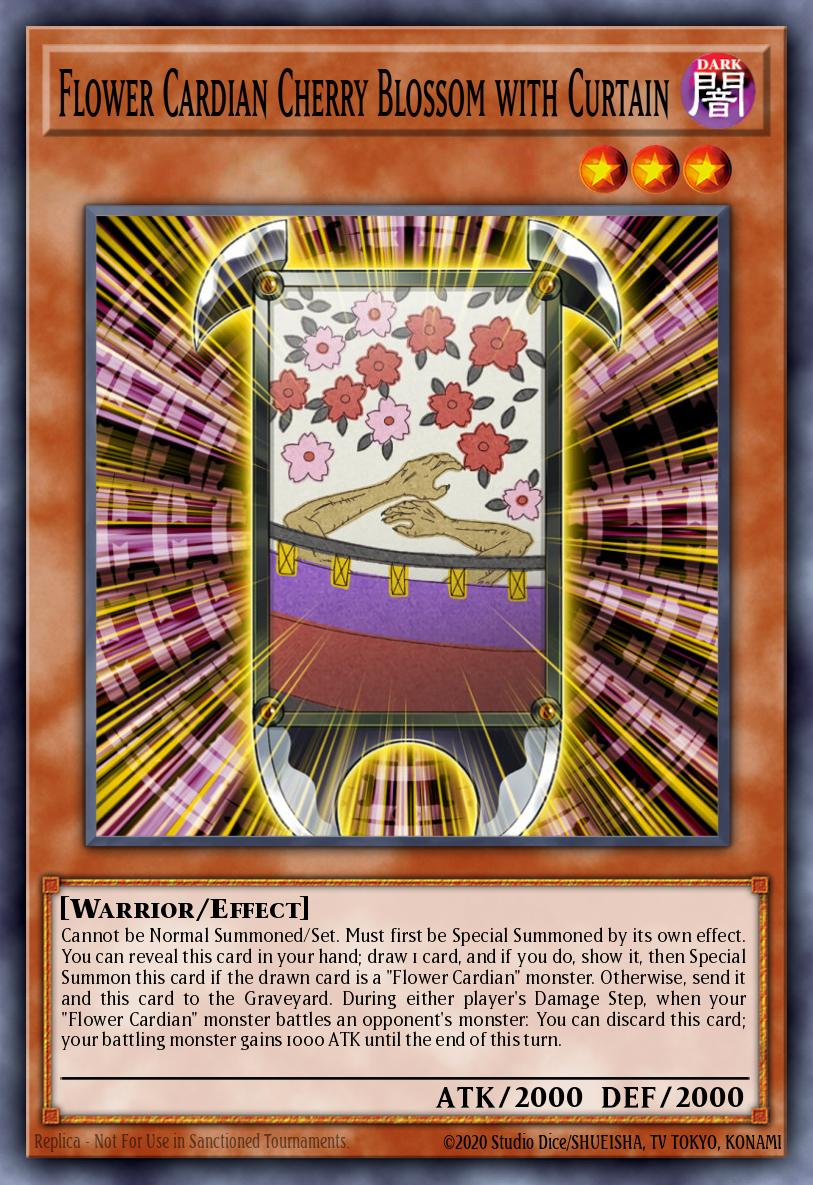 Flower Cardian Cherry Blossom with Curtain
DARK
闇
[Warrior/Effect]
Cannot be Normal Summoned/Set. Must first be Special Summoned by its own effect.
You can reveal this card in your hand; draw 1 card, and if you do, show it, then Special
Summon this card if the drawn card is a "Flower Cardian" monster. Otherwise, send it
and this card to the Graveyard. During either player's Damage Step, when your
"Flower Cardian" monster battles an opponent's monster: You can discard this card;
your battling monster gains 1000 ATK until the end of this turn.
ATK/2000 DEF/2000
Replica - Not For Use in Sanctioned Tournaments.
©2020 Studio Dice/SHUEISHA, TV TOKYO, KONAMI